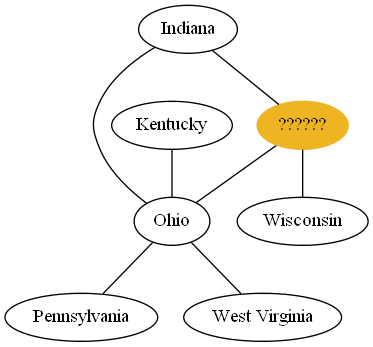 Indiana
Kentucky
??????
Ohio
Wisconsin
Pennsylvania
West Virginia